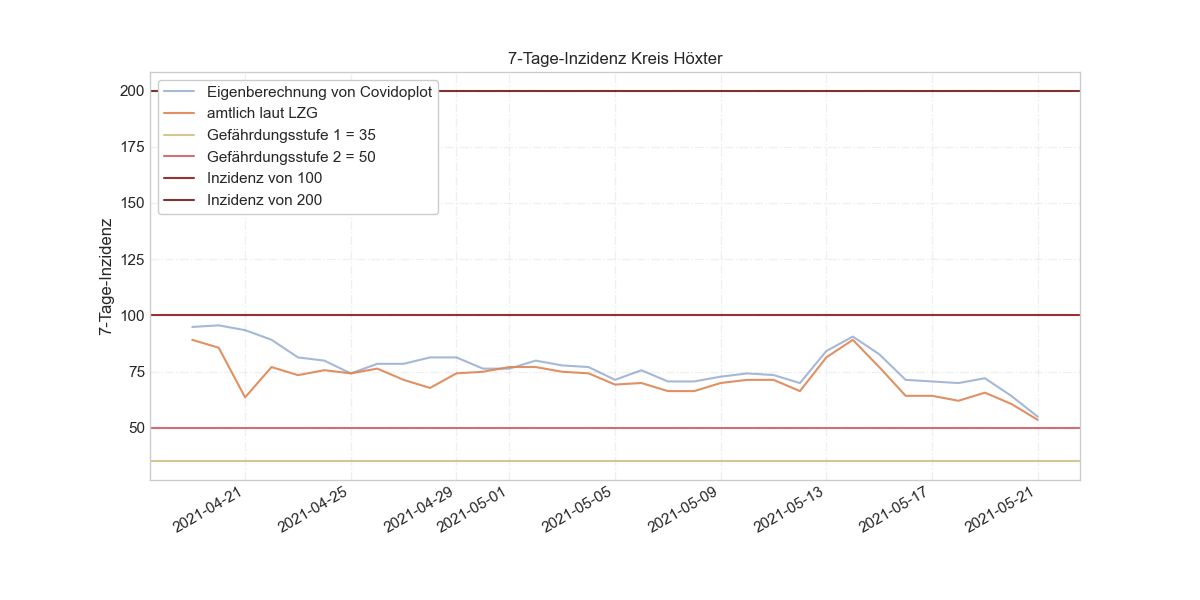 7-Tage-Inzidenz Kreis Höxter
7-Tage-Inzidenz
200
175
150
125
100
75
50
Eigenberechnung von Covidoplot
amtlich laut LZG
Gefährdungsstufe 1 = 35
Gefährdungsstufe 2 = 50
Inzidenz von 100
Inzidenz von 200
2021-04-21
2021-04-25
2021-04-29
2021-05-01
2021-05-05
2021-05-09
2021-05-13
2021-05-17
2021-05-21